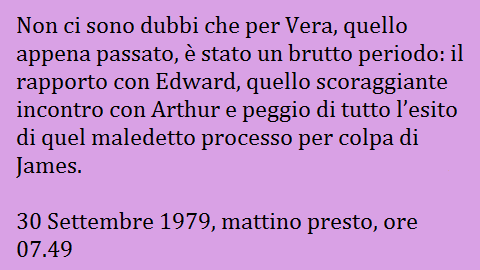 Non ci sono dubbi che per Vera, quello
appena passato, è stato un brutto periodo: il
rapporto con Edward, quello scoraggiante
incontro con Arthur e peggio di tutto l’esito
di quel maledetto processo per colpa di
James.

30 Settembre 1979, mattino presto, ore
07.49